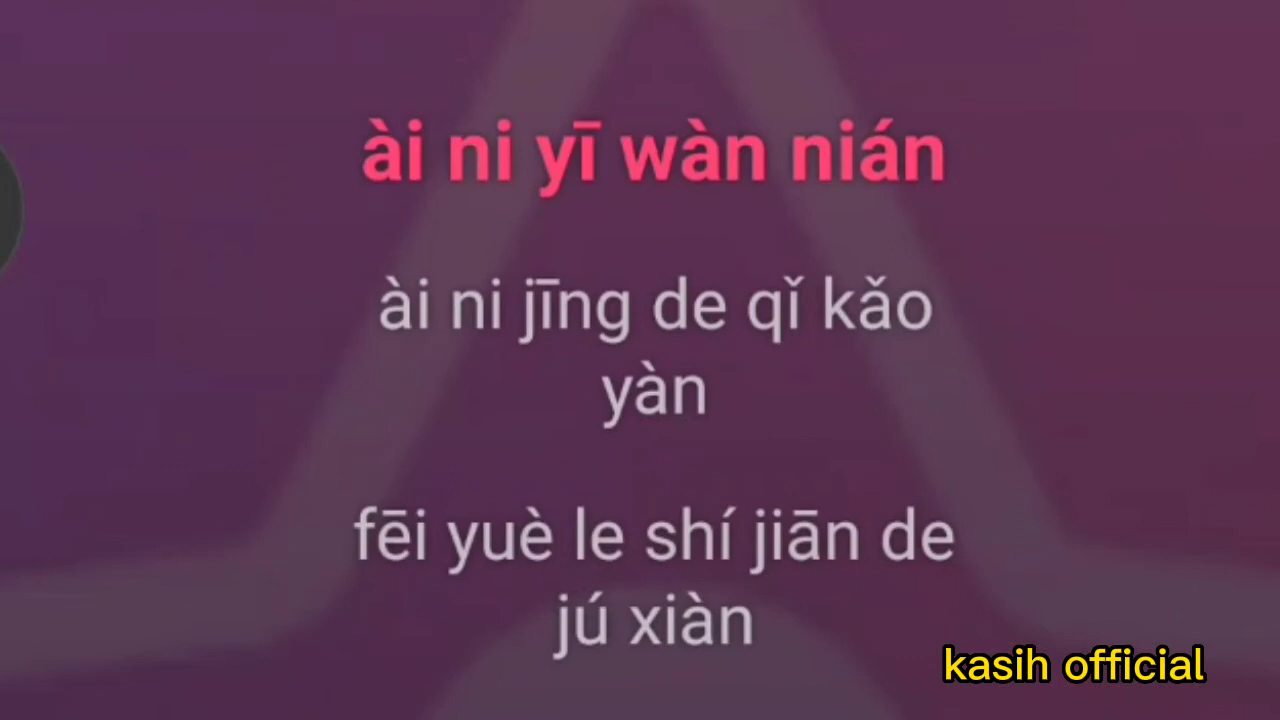 ài ni yī wàn nián
ài ni jīng de qǐ kǎo
yàn
fēi yuè le shí jiān de
jú xiàn
kasih official